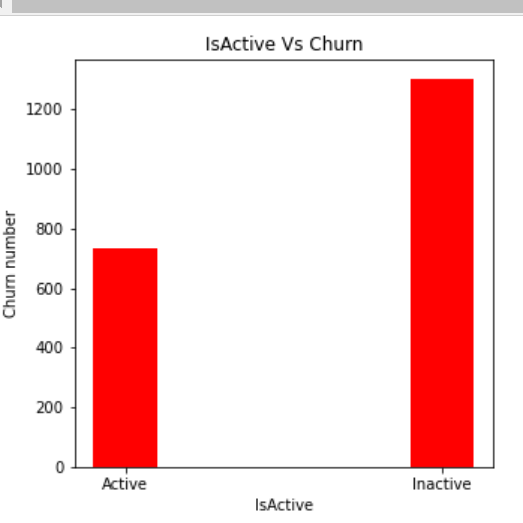 IsActive Vs Churn
1200
1000
800
600
400
200
0
Churn number
Active
Inactive
IsActive